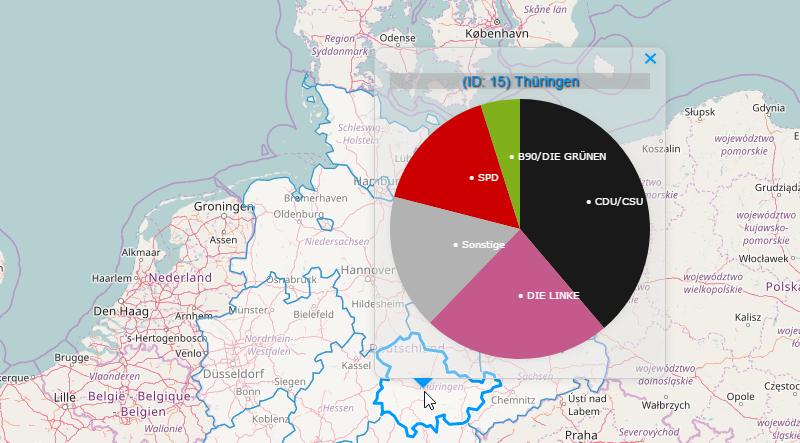 Skåne län
København
Region
Syddanmark
Odense
(ID: 15) Thüringen
Gdynia
Słupsk
Schleswig-
Holstein
Koszalin
województwo
pomorskie
B90/DIE GRÜNEN
SPD
Lüb
Hamburg
Grudziądz
CDU/CSU
Bremerhaven
Groningen
Oldenburg
województwo
kujawsko-
pomorskie
Assen
Niedersachsen
Sonstige
Alkmaar
Włocławek
Haarlem
Nederland
Osnabrück
Hannover
województwo
wielkopolskie
Polska
DIE LINKE
Den Haag
Arnhem
Münster
Bielefeld
Hildesheim
Kalisz
's-Hertogenbosch
Nordrhein-
Westfalen
Deutschland
Brugge
Venlo
Kassel
Vlaanderen
Düsseldorf
Siegen
Thüringen
Sachsen
województwo
dolnośląskie
Lille
België - Belgique
- Belgien
Bonn
Hessen
Chemnitz
Ústí nad
Labem
Wałbrzych
Opole
Koblenz
Wallonie
Praha
Severovýchod